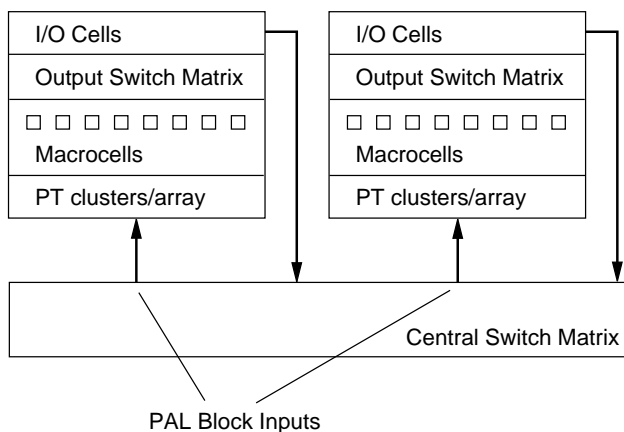 I/O Cells
Output Switch Matrix
Macrocells
PT clusters/array
I/O Cells
Output Switch Matrix
Macrocells
PT clusters/array
Central Switch Matrix
PAL Block Inputs